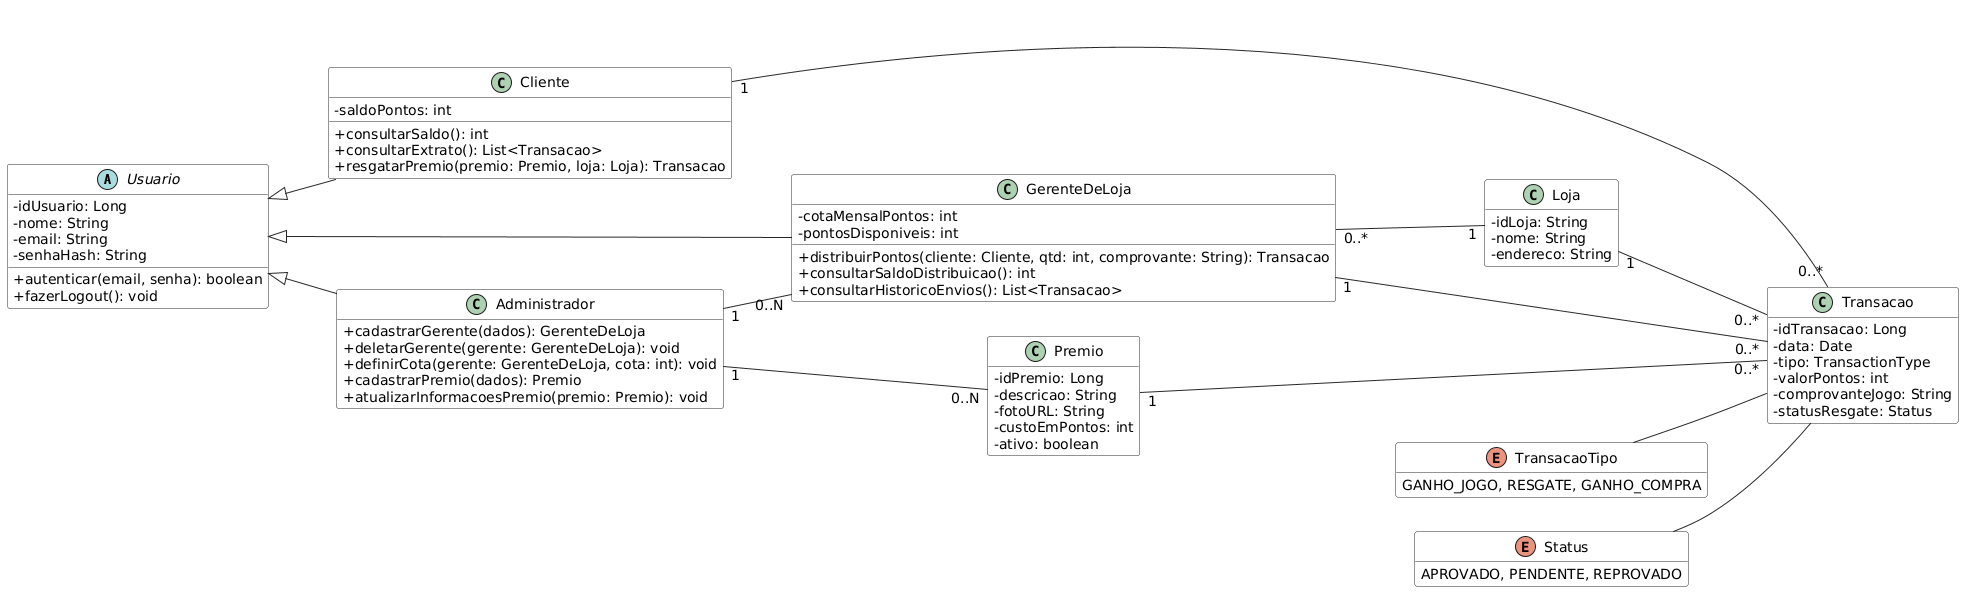 A Usuario
-idUsuario: Long
-nome: String
-email: String
-senhaHash: String
+autenticar(email, senha): boolean
+fazerLogout(): void
C Cliente
-saldoPontos: int
+consultarSaldo(): int
+consultarExtrato(): List<Transacao>
+resgatarPremio(premio: Premio, loja: Loja): Transacao
1
0..*
C Administrador
+cadastrarGerente(dados): GerenteDeLoja
+deletarGerente(gerente: GerenteDeLoja): void
+definirCota(gerente: GerenteDeLoja, cota: int): void
+cadastrarPremio(dados): Premio
+atualizarInformacoesPremio(premio: Premio): void
1
0..N
1
0..N
C GerenteDeLoja
-cotaMensalPontos: int
-pontosDisponiveis: int
+distribuirPontos(cliente: Cliente, qtd: int, comprovante: String): Transacao
+consultarSaldoDistribuicao(): int
+consultarHistoricoEnvios(): List<Transacao>
0..*
1
1
0..*
C Premio
-idPremio: Long
-descricao: String
-fotoURL: String
-custoEmPontos: int
-ativo: boolean
1
0..*
C Loja
-idLoja: String
-nome: String
-endereco: String
1
0..*
C Transacao
-idTransacao: Long
-data: Date
-tipo: TransactionType
-valorPontos: int
-comprovanteJogo: String
-statusResgate: Status
E TransacaoTipo
GANHO_JOGO, RESGATE, GANHO_COMPRA
E Status
APROVADO, PENDENTE, REPROVADO